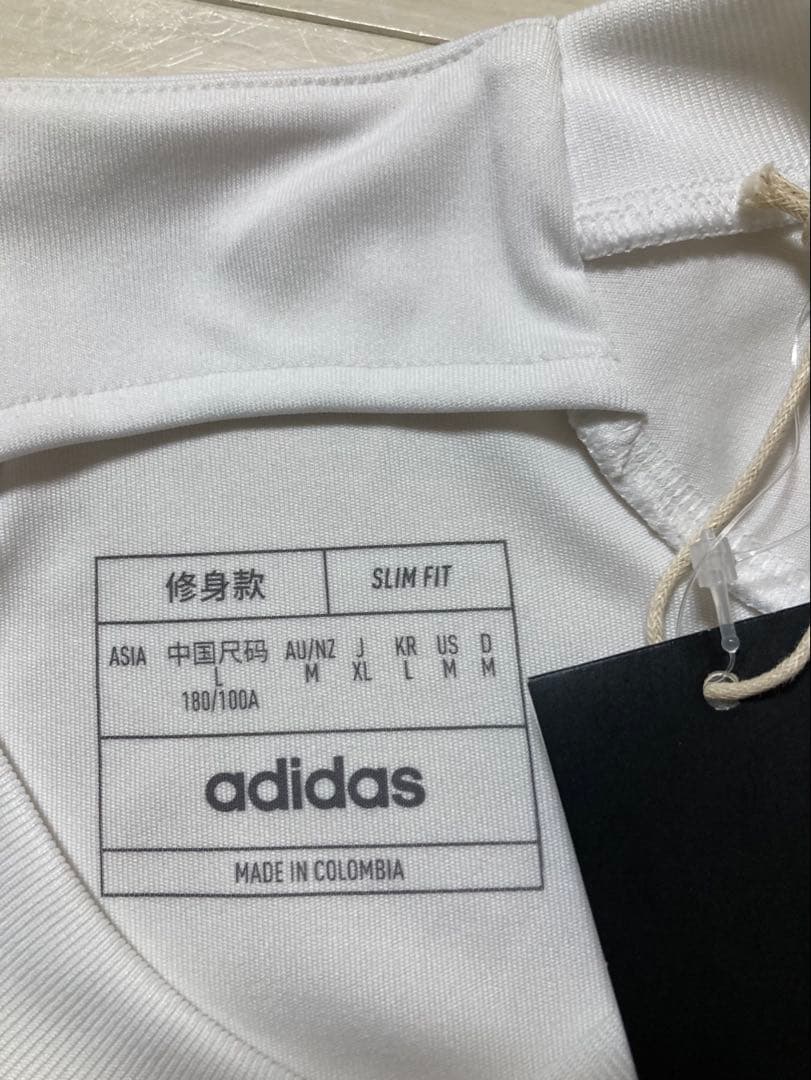 修身款 SLIM FIT
ASIA 中国尺码 AU/NZ J KR US D
L M XL L M M
180/100A
adidas
MADE IN COLOMBIA